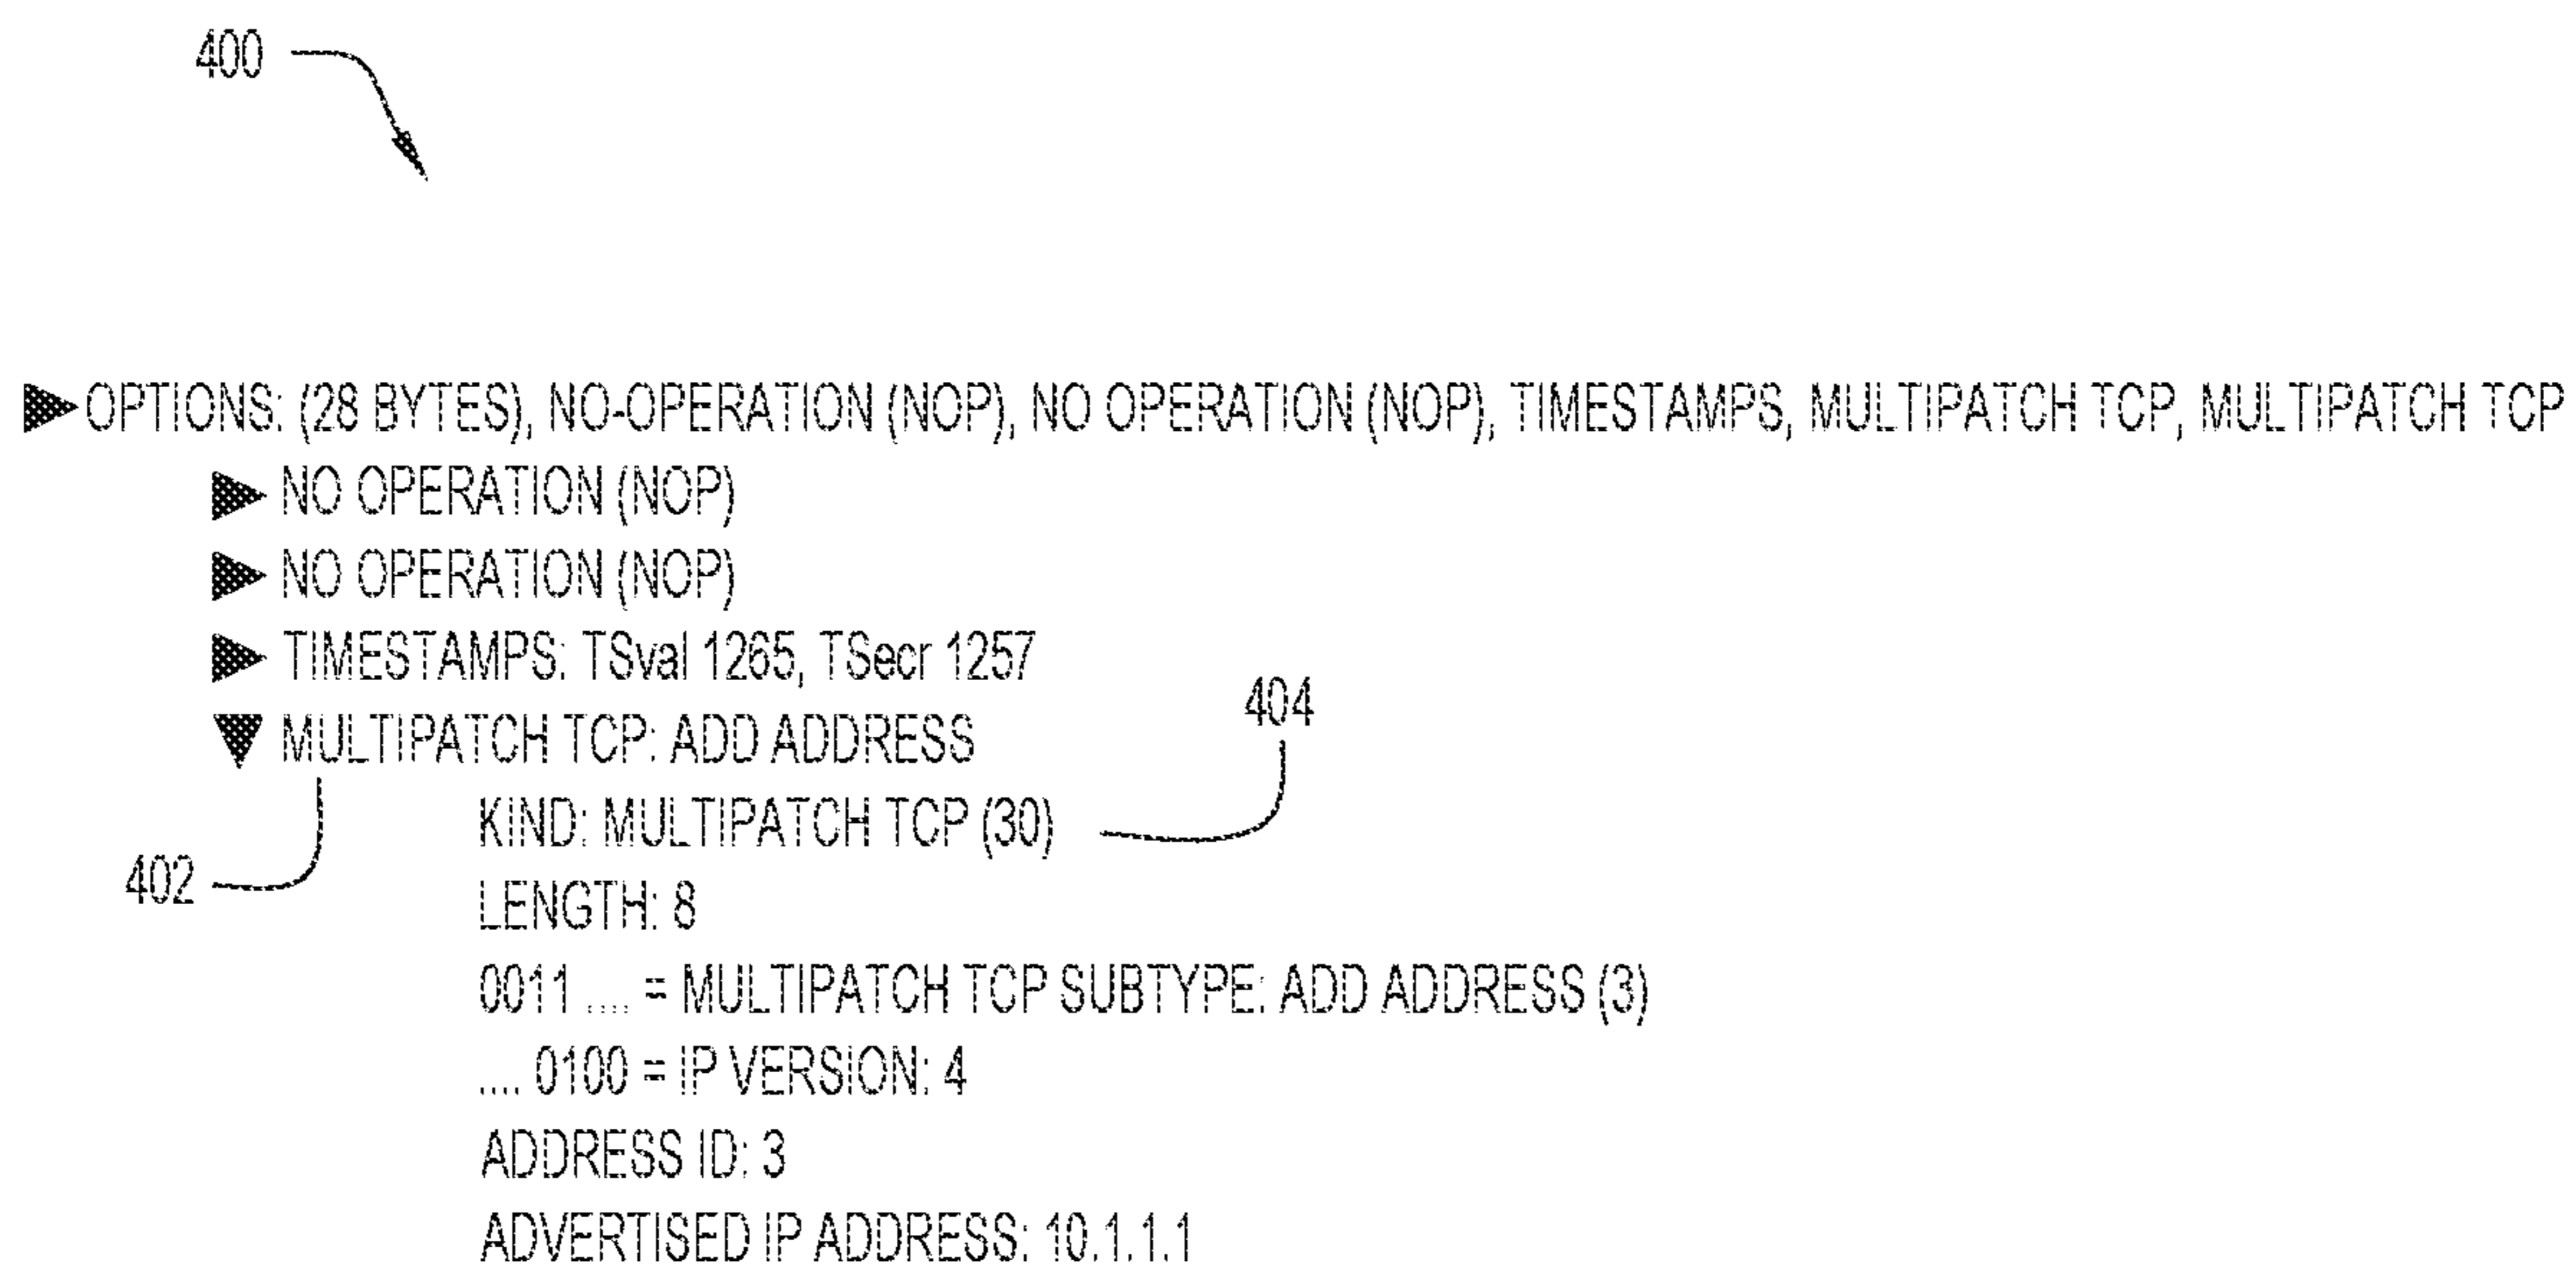 400
OPTIONS: (28 BYTES), NO-OPERATION (NOP), NO OPERATION (NOP), TIMESTAMPS, MULTIPATCH TCP, MULTIPATCH TCP
NO OPERATION (NOP)
NO OPERATION (NOP)
TIMESTAMPS: TSval 1265, TSecr 1257
404
MULTIPATCH TCP: ADD ADDRESS
KIND: MULTIPATCH TCP (30)
402
LENGTH: 8
0011 .... = MULTIPATCH TCP SUBTYPE: ADD ADDRESS (3)
.... 0100 = IP VERSION: 4
ADDRESS ID: 3
ADVERTISED IP ADDRESS: 10.1.1.1